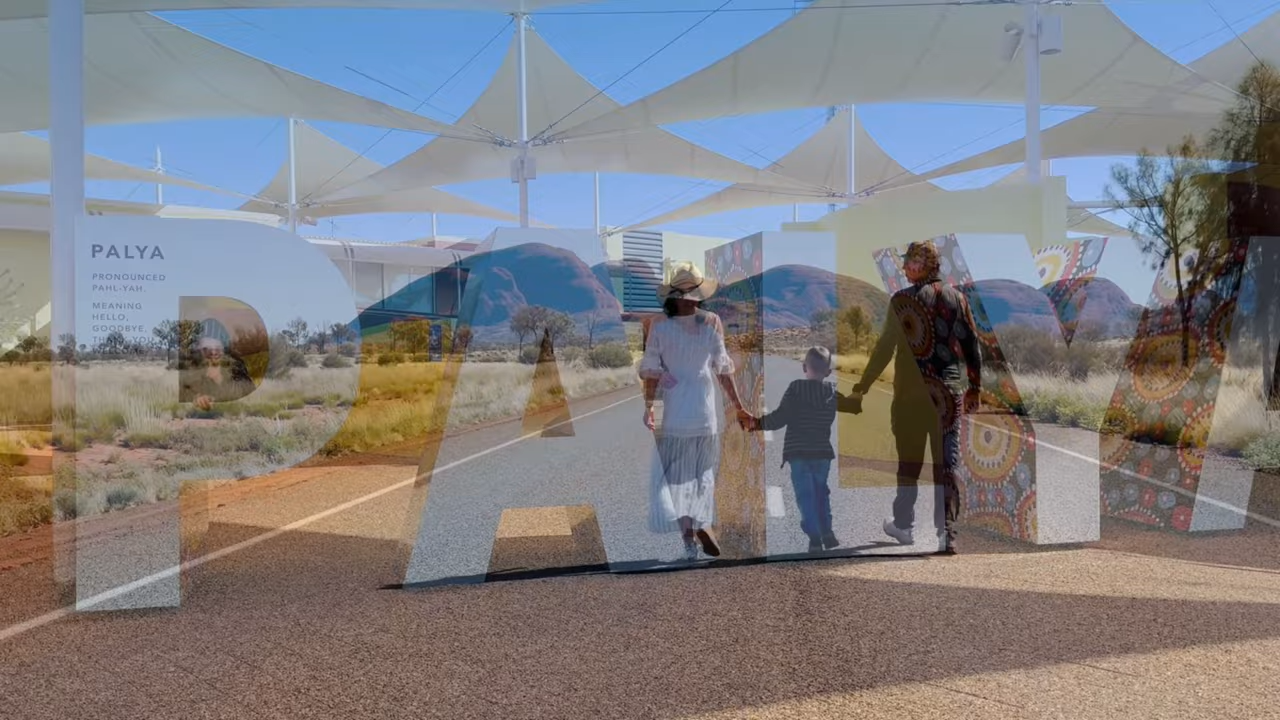 PALYA
PRONOUNCED
PAHL-YAH.
MEANING
HELLO,
GOODBYE,
PALYA